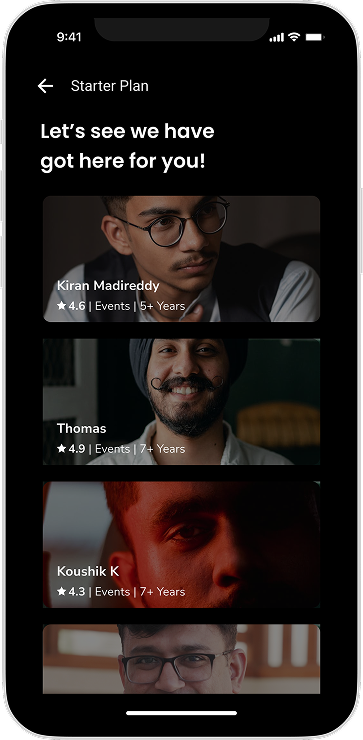 9:41
Starter Plan
Let's see we have
got here for you!
Kiran Madireddy
★ 4.6 | Events | 5+ Years
Thomas
★ 4.9 | Events | 7+ Years
Koushik K
★ 4.3 | Events | 7+ Years